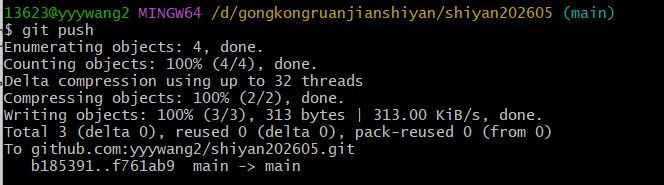 13623@yyywang2 MINGW64 /d/gongkongruanjianshiyan/shiyan202605 (main)
$ git push
Enumerating objects: 4, done.
Counting objects: 100% (4/4), done.
Delta compression using up to 32 threads
Compressing objects: 100% (2/2), done.
Writing objects: 100% (3/3), 313 bytes | 313.00 KiB/s, done.
Total 3 (delta 0), reused 0 (delta 0), pack-reused 0 (from 0)
To github.com:yyywang2/shiyan202605.git
   b185391..f761ab9  main -> main